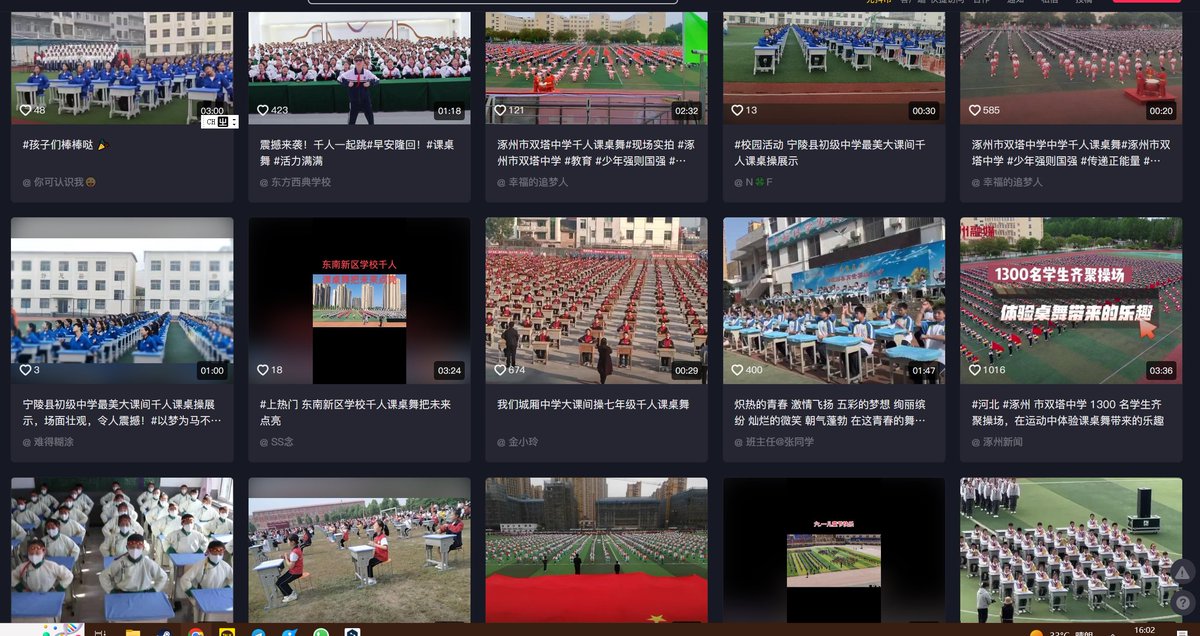 48
03:00
CH
423
01:18
121
02:32
13
00:30
585
00:20
#孩子们棒棒哒
@ 你可认识我
震撼来袭！千人一起跳#早安隆回！#课桌
舞 #活力满满
@ 东方西典学校
涿州市双塔中学千人课桌舞#现场实拍 #涿
州市双塔中学 #教育 #少年强则国强 #…
@ 幸福的追梦人
#校园活动 宁陵县初级中学最美大课间千
人课桌操展示
@ N🍀F
涿州市双塔中学中学千人课桌舞#涿州市双
塔中学 #少年强则国强 #传递正能量 #…
@ 幸福的追梦人
3
01:00
东南新区学校千人
18
03:24
674
00:29
400
01:47
1300名学生齐聚操场
体验桌舞带来的乐趣
1016
03:36
宁陵县初级中学最美大课间千人课桌操展
示，场面壮观，令人震撼！#以梦为马不…
@ 难得糊涂
#上热门 东南新区学校千人课桌舞把未来
点亮
@ SS念
我们城厢中学大课间操七年级千人课桌舞
@ 金小玲
炽热的青春 激情飞扬 五彩的梦想 绚丽缤
纷 灿烂的微笑 朝气蓬勃 在这青春的舞…
@ 班主任@张同学
#河北 #涿州 市双塔中学 1300 名学生齐
聚操场，在运动中体验课桌舞带来的乐趣
@ 涿州新闻
六一儿童节快乐
33°C 晴朗
16:02